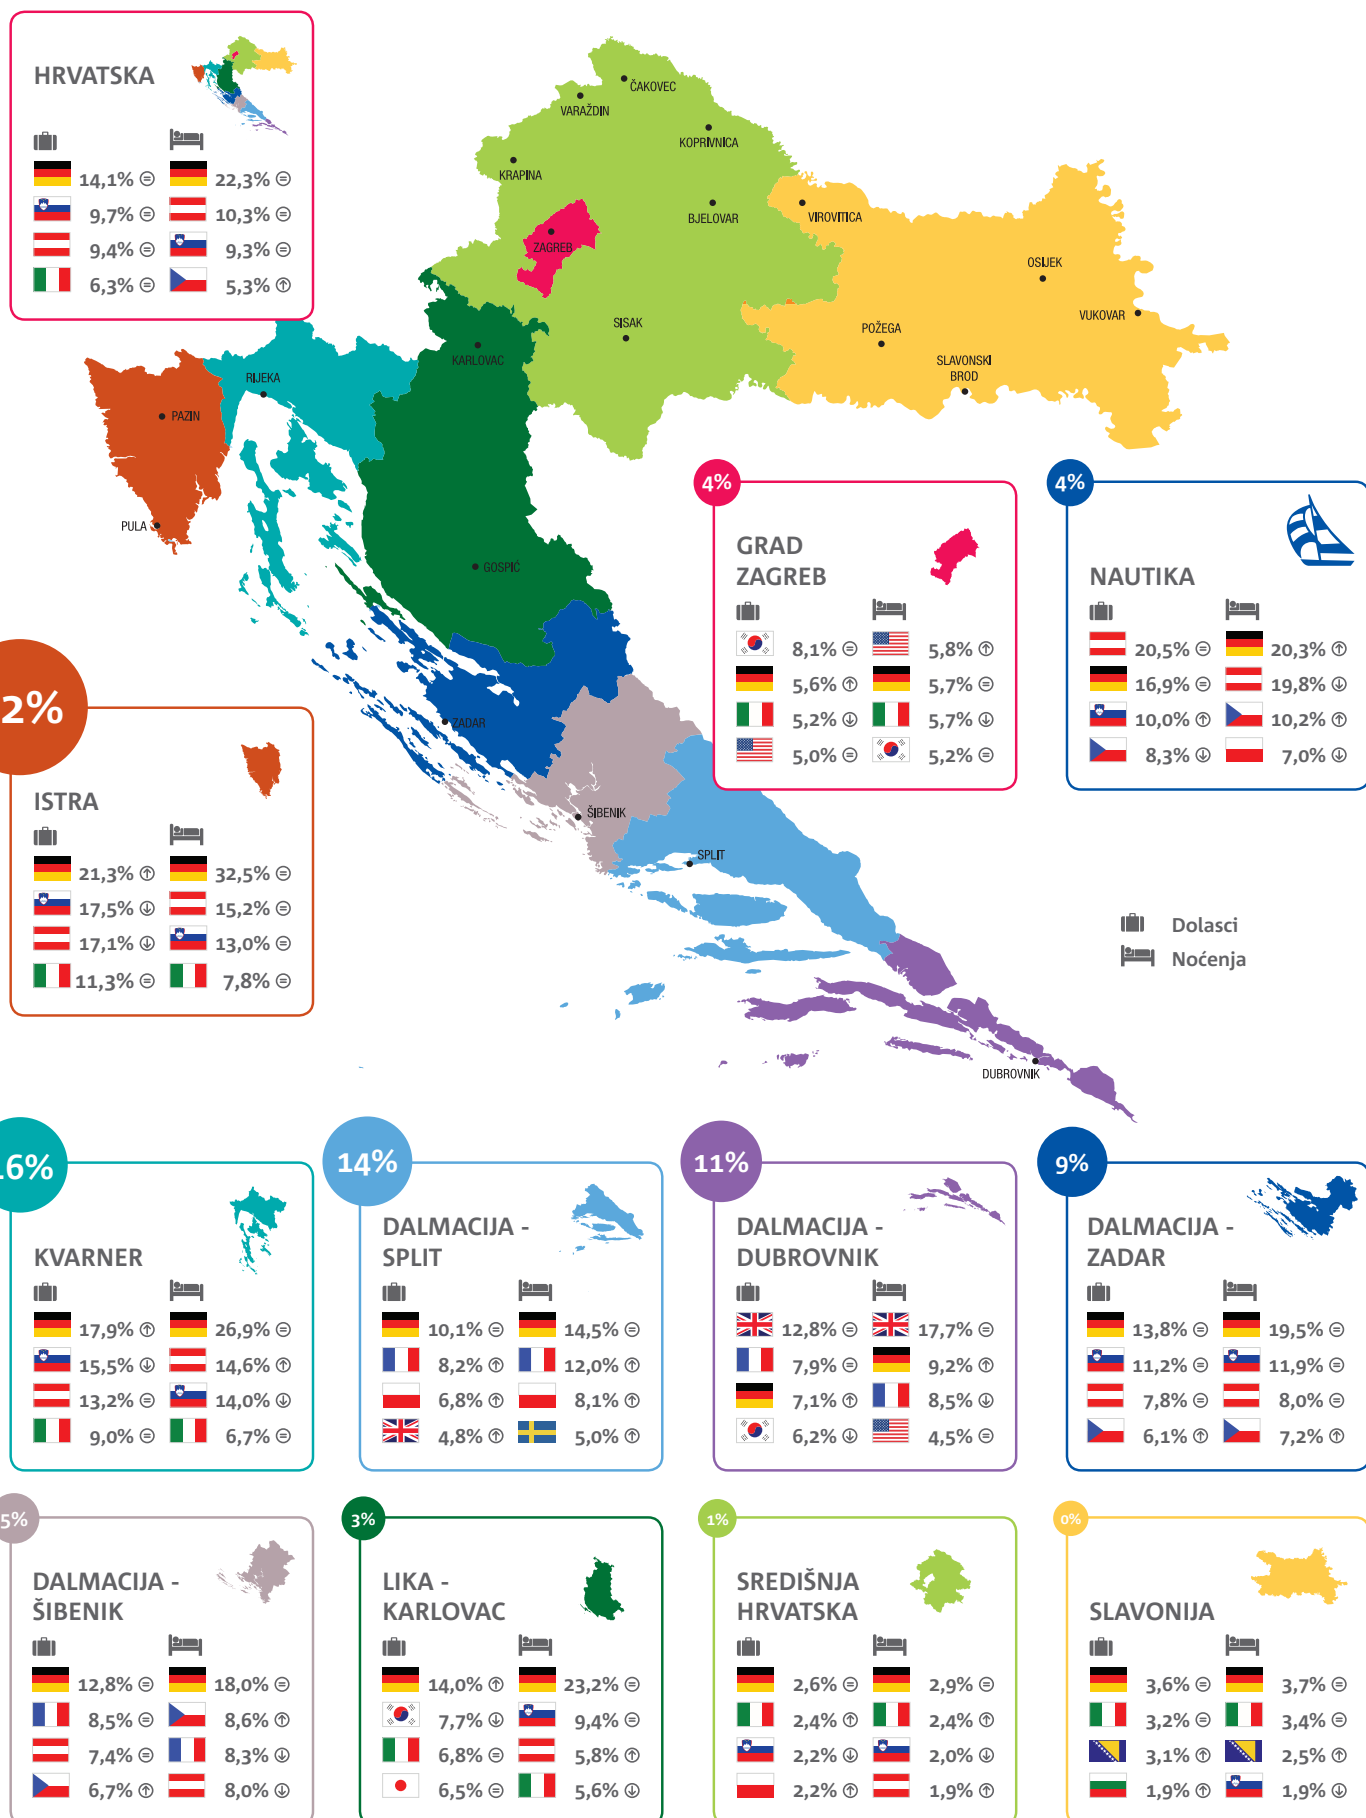 HRVATSKA
14,1% 22,3%
9,7% 10,3%
9,4% 9,3%
6,3% 5,3%
ČAKOVEC
VARAŽDIN
KOPRIVNICA
KRAPINA
BJELOVAR
VIROVITICA
ZAGREB
OSIJEK
VUKOVAR
SISAK
POŽEGA
KARLOVAC
SLAVONSKI
BROD
RIJEKA
PAZIN
PULA
GOSPIĆ
ZADAR
ŠIBENIK
SPLIT
DUBROVNIK
4%
GRAD
ZAGREB
8,1% 5,8%
5,6% 5,7%
5,2% 5,7%
5,0% 5,2%
4%
NAUTIKA
20,5% 20,3%
16,9% 19,8%
10,0% 10,2%
8,3% 7,0%
2%
ISTRA
21,3% 32,5%
17,5% 15,2%
17,1% 13,0%
11,3% 7,8%
Dolasci
Noćenja
16%
KVARNER
17,9% 26,9%
15,5% 14,6%
13,2% 14,0%
9,0% 6,7%
14%
DALMACIJA -
SPLIT
10,1% 14,5%
8,2% 12,0%
6,8% 8,1%
4,8% 5,0%
11%
DALMACIJA -
DUBROVNIK
12,8% 17,7%
7,9% 9,2%
7,1% 8,5%
6,2% 4,5%
9%
DALMACIJA -
ZADAR
13,8% 19,5%
11,2% 11,9%
7,8% 8,0%
6,1% 7,2%
5%
DALMACIJA -
ŠIBENIK
12,8% 18,0%
8,5% 8,6%
7,4% 8,3%
6,7% 8,0%
3%
LIKA -
KARLOVAC
14,0% 23,2%
7,7% 9,4%
6,8% 5,8%
6,5% 5,6%
1%
SREDIŠNJA
HRVATSKA
2,6% 2,9%
2,4% 2,4%
2,2% 2,0%
2,2% 1,9%
0%
SLAVONIJA
3,6% 3,7%
3,2% 3,4%
3,1% 2,5%
1,9% 1,9%